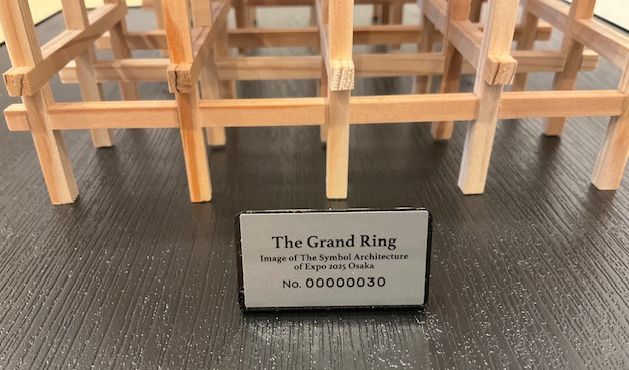 The Grand Ring
Image of The Symbol Architecture
of Expo 2025 Osaka
No. 00000030